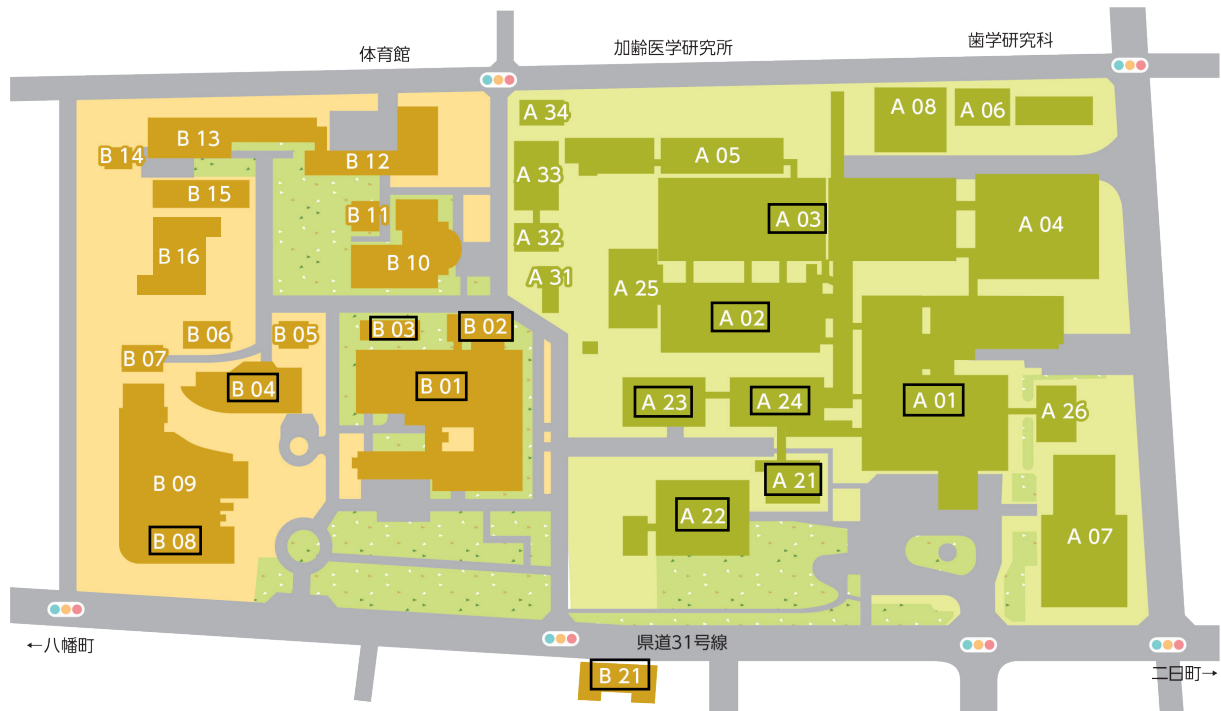 体育館
加齢医学研究所
歯学研究科
A 34
A 08
A 06
B 13
B 14
B 12
A 05
A 33
B 15
B 11
A 03
A 04
A 32
B 16
B 10
A 31
A 25
A 02
B 06
B 05
B 03
B 02
B 07
B 04
B 01
A 23
A 24
A 01
A 26
B 09
A 21
A 22
B 08
A 07
←八幡町
県道31号線
二日町→
B 21